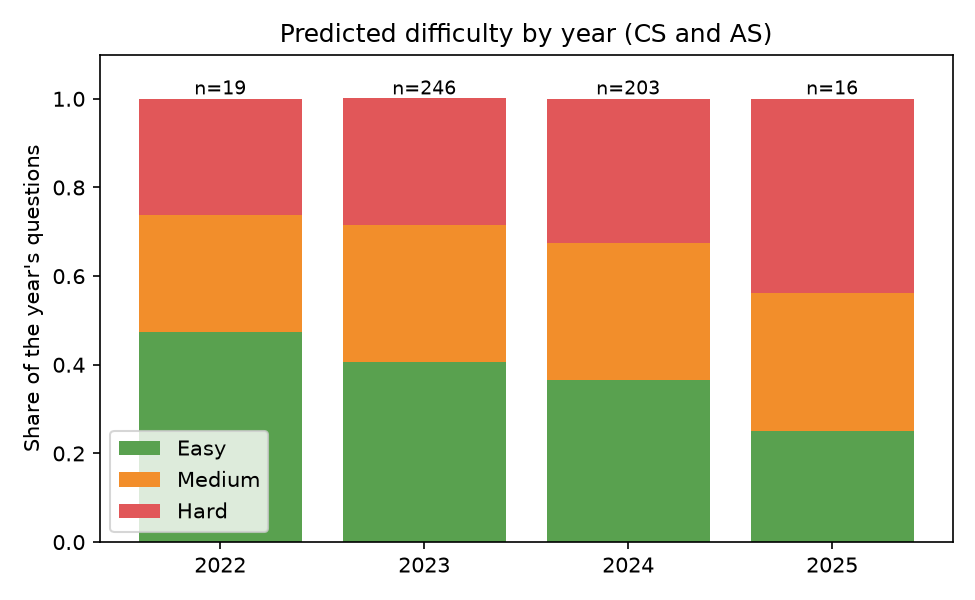 Predicted difficulty by year (CS and AS)
n=19
n=246
n=203
n=16
Share of the year's questions
1.0
0.8
0.6
0.4
0.2
0.0
Easy
Medium
Hard
2022
2023
2024
2025